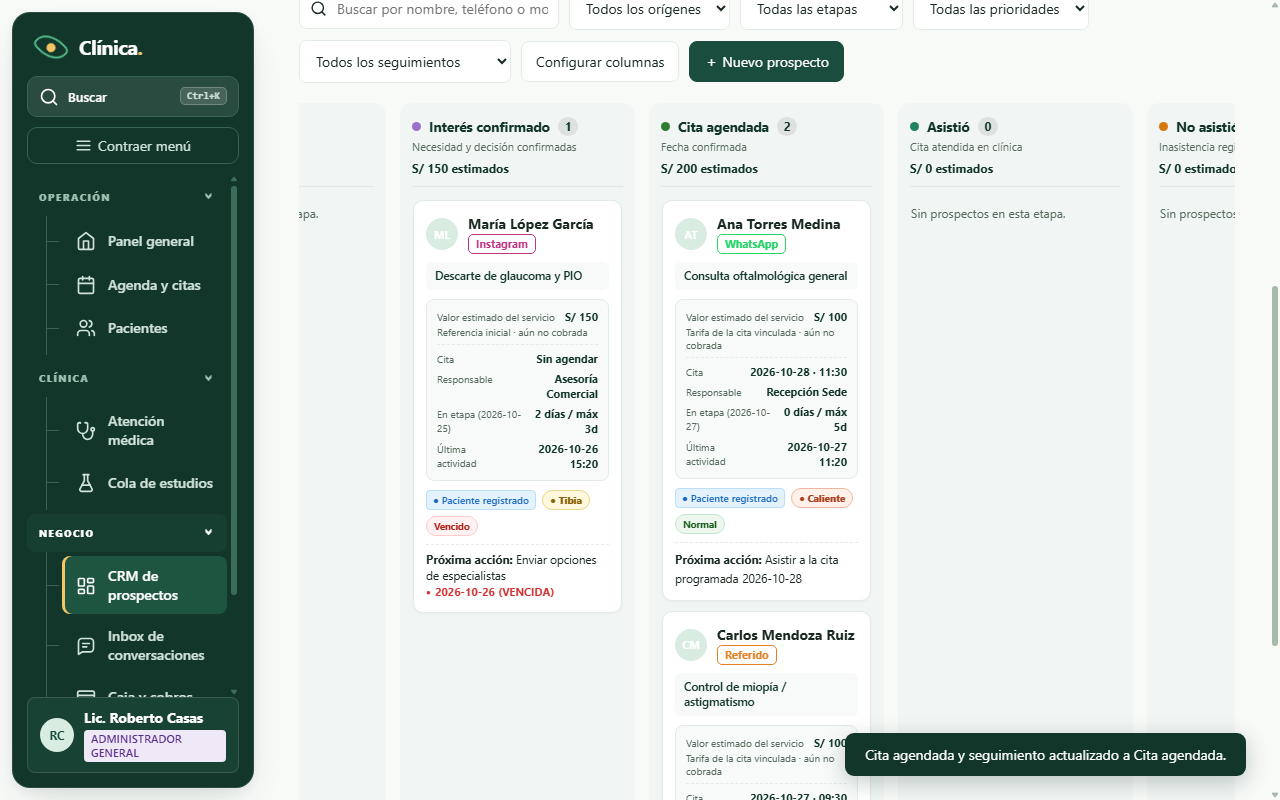 Clínica.
Buscar
Ctrl+K
Contraer menú
OPERACIÓN
Panel general
Agenda y citas
Pacientes
CLÍNICA
Atención
médica
Cola de estudios
NEGOCIO
CRM de
prospectos
Inbox de
conversaciones
Caja y cobros
RC
Lic. Roberto Casas
ADMINISTRADOR
GENERAL
Buscar por nombre, teléfono o mo
Todos los orígenes
Todas las etapas
Todas las prioridades
Todos los seguimientos
Configurar columnas
+ Nuevo prospecto
apa.
Interés confirmado 1
Necesidad y decisión confirmadas
S/ 150 estimados
ML
María López García
Instagram
Descarte de glaucoma y PIO
Valor estimado del servicio S/ 150
Referencia inicial · aún no cobrada
Cita Sin agendar
Responsable Asesoría
Comercial
En etapa (2026-10- 2 días / máx
25) 3d
Última 2026-10-26
actividad 15:20
• Paciente registrado • Tibia
Vencido
Próxima acción: Enviar opciones
de especialistas
• 2026-10-26 (VENCIDA)
Cita agendada 2
Fecha confirmada
S/ 200 estimados
AT
Ana Torres Medina
WhatsApp
Consulta oftalmológica general
Valor estimado del servicio S/ 100
Tarifa de la cita vinculada · aún no
cobrada
Cita 2026-10-28 · 11:30
Responsable Recepción Sede
En etapa (2026-10- 0 días / máx
27) 5d
Última 2026-10-27
actividad 11:20
• Paciente registrado • Caliente
Normal
Próxima acción: Asistir a la cita
programada 2026-10-28
CM
Carlos Mendoza Ruiz
Referido
Control de miopía /
astigmatismo
Valor estimado del servicio S/ 100
Tarifa de la cita vinculada · aún no
cobrada
Cita 2026-10-27 · 09:30
Asistió 0
Cita atendida en clínica
S/ 0 estimados
Sin prospectos en esta etapa.
No asistió
Inasistencia regi
S/ 0 estimado
Sin prospectos
Cita agendada y seguimiento actualizado a Cita agendada.